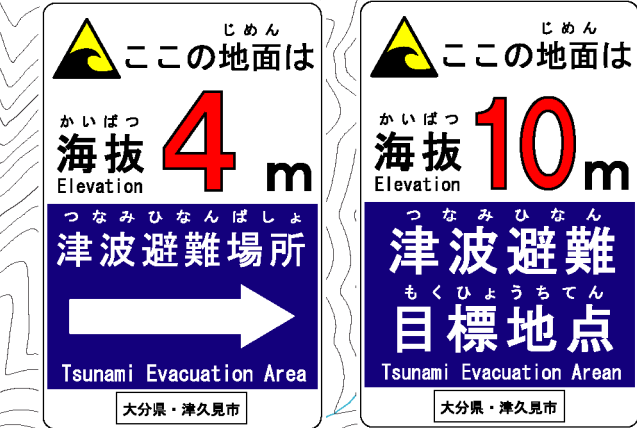 じめん
ここの地面は
かいばつ
海抜 4 m
Elevation
つなみひなんばしょ
津波避難場所
Tsunami Evacuation Area
大分県・津久見市
じめん
ここの地面は
かいばつ
海抜 10 m
Elevation
つなみひなん
津波避難
もくひょうちてん
目標地点
Tsunami Evacuation Arean
大分県・津久見市